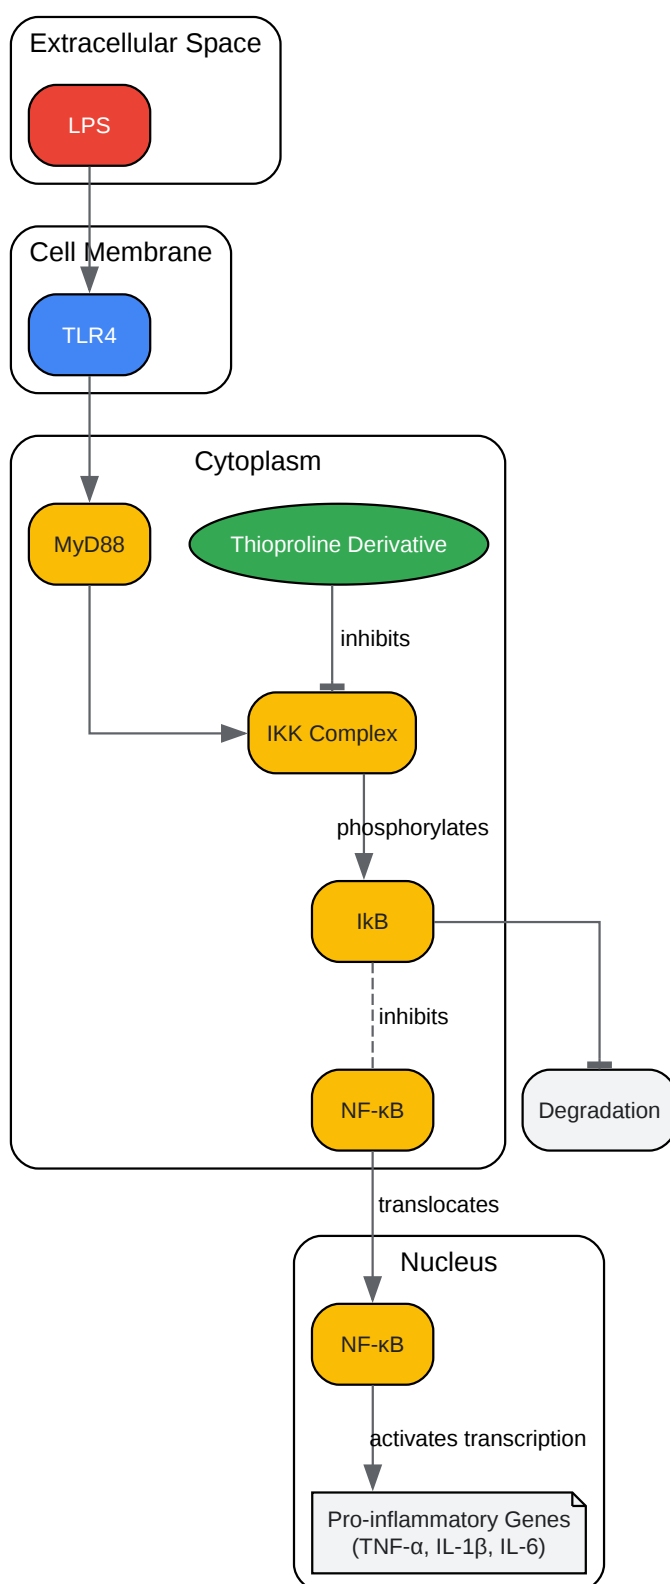 Extracellular Space
LPS
Cell Membrane
TLR4
Cytoplasm
MyD88
Thioproline Derivative
inhibits
IKK Complex
phosphorylates
IkB
inhibits
NF-κB
Degradation
translocates
Nucleus
NF-κB
activates transcription
Pro-inflammatory Genes
(TNF-α, IL-1β, IL-6)